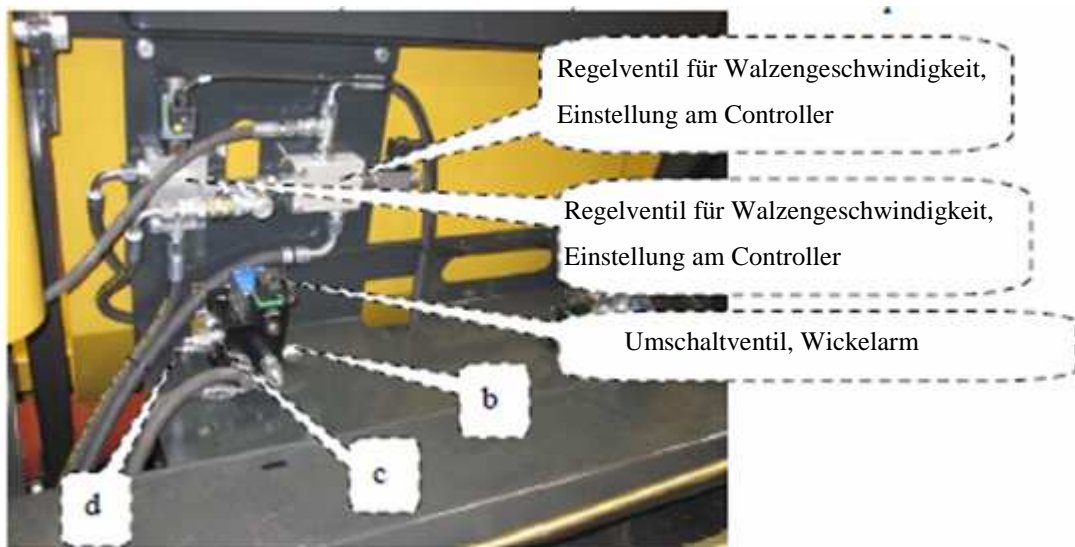 Regelventil für Walzengeschwindigkeit,
Einstellung am Controller
Regelventil für Walzengeschwindigkeit,
Einstellung am Controller
Umschaltventil, Wickelarm
b
c
d